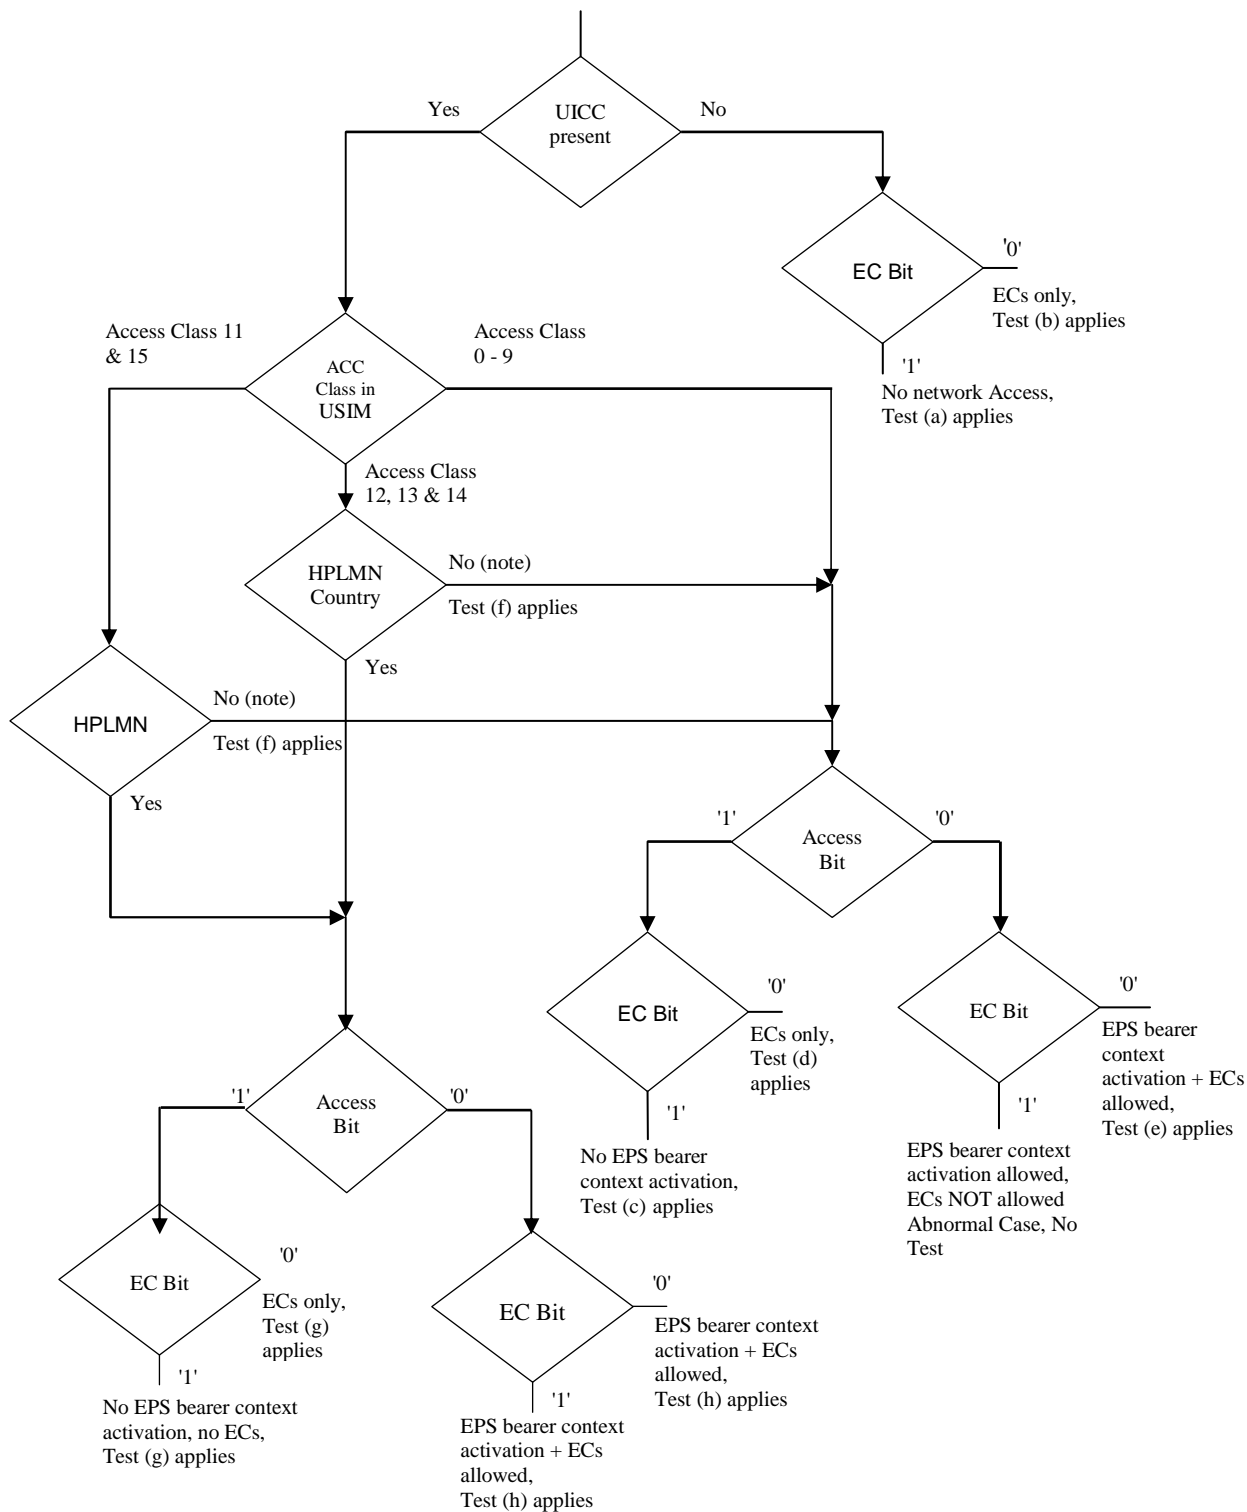 Yes
UICC
present
No
EC Bit
'0'
ECs only,
Test (b) applies
'1'
No network Access,
Test (a) applies
Access Class 11
& 15
ACC
Class in
USIM
Access Class
0 - 9
Access Class
12, 13 & 14
HPLMN
Country
No (note)
Test (f) applies
Yes
HPLMN
No (note)
Test (f) applies
Yes
'1'
Access
Bit
'0'
EC Bit
'0'
ECs only,
Test (d)
applies
'1'
No EPS bearer
context activation,
Test (c) applies
EC Bit
'0'
EPS bearer
context
activation + ECs
allowed,
Test (e) applies
'1'
EPS bearer context
activation allowed,
ECs NOT allowed
Abnormal Case, No
Test
'1'
Access
Bit
'0'
EC Bit
'0'
ECs only,
Test (g)
applies
'1'
No EPS bearer context
activation, no ECs,
Test (g) applies
EC Bit
'0'
EPS bearer context
activation + ECs
allowed,
Test (h) applies
'1'
EPS bearer context
activation + ECs
allowed,
Test (h) applies